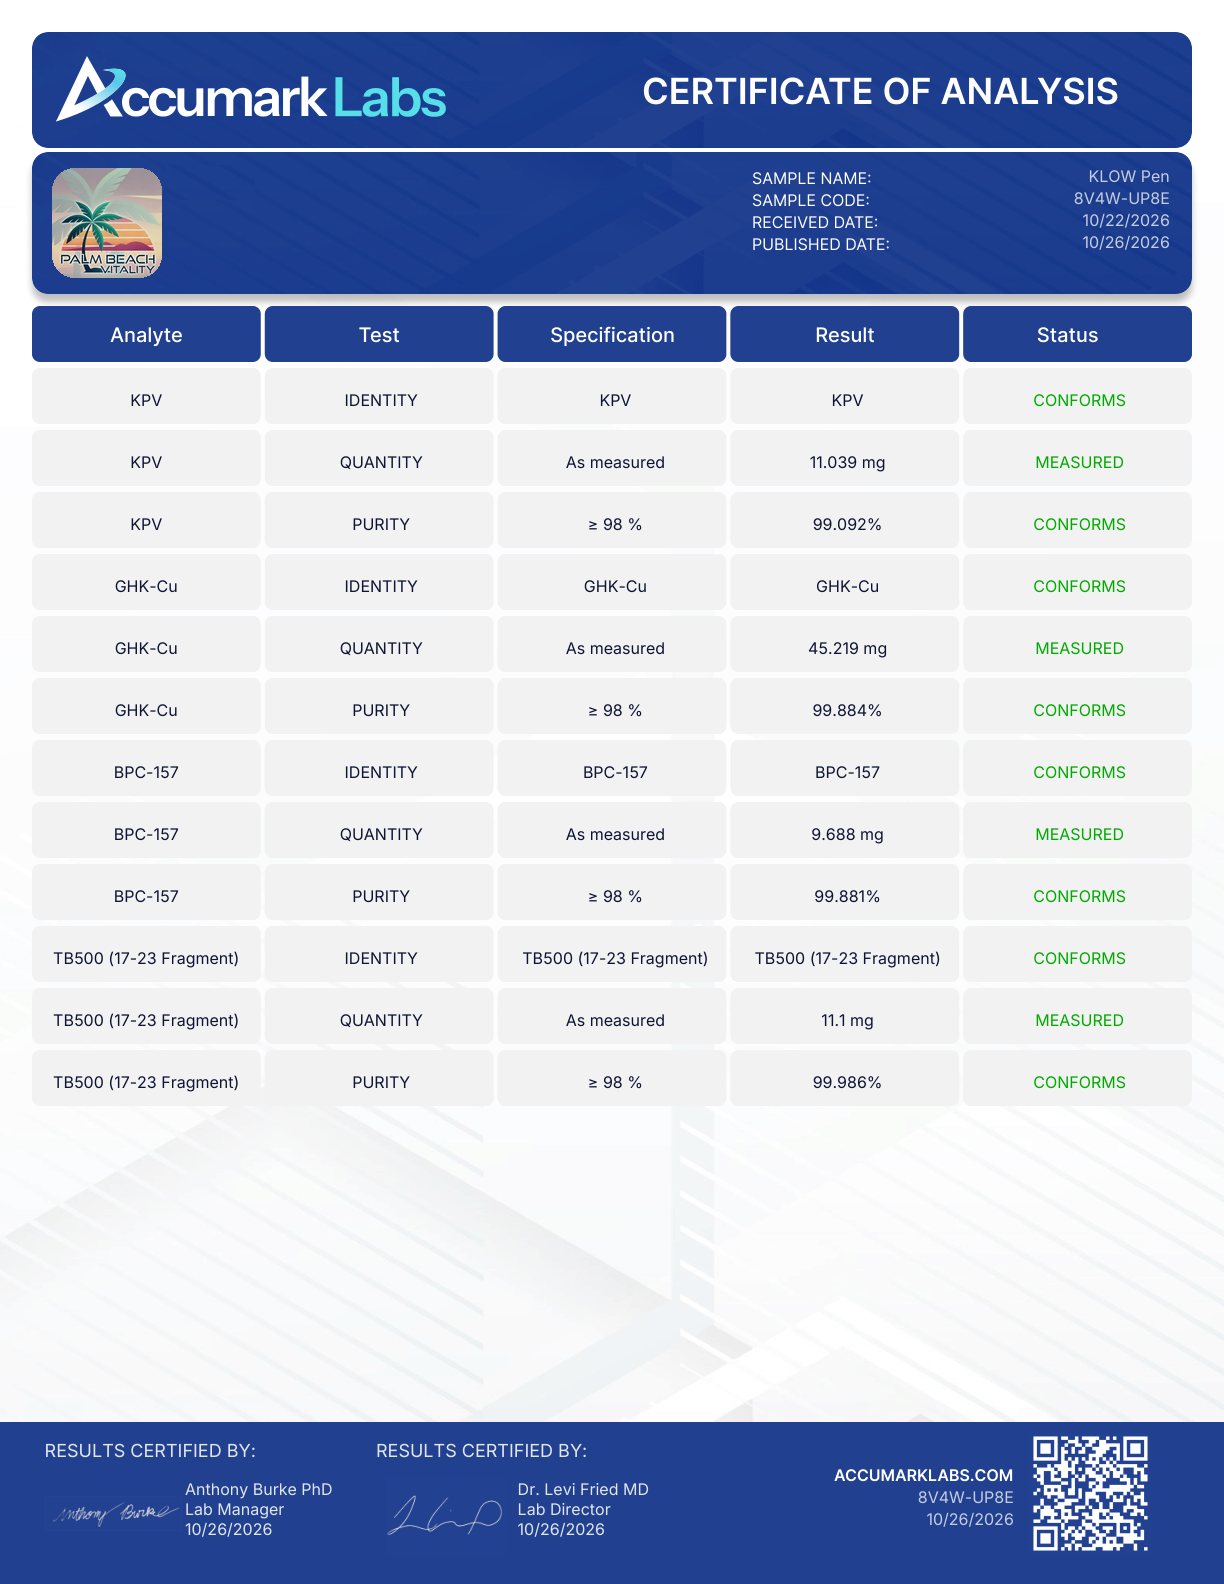 Accumark Labs
CERTIFICATE OF ANALYSIS
PALM BEACH
VITALITY
SAMPLE NAME: KLOW Pen
SAMPLE CODE: 8V4W-UP8E
RECEIVED DATE: 10/22/2026
PUBLISHED DATE: 10/26/2026
Analyte Test Specification Result Status
KPV IDENTITY KPV KPV CONFORMS
KPV QUANTITY As measured 11.039 mg MEASURED
KPV PURITY ≥ 98 % 99.092% CONFORMS
GHK-Cu IDENTITY GHK-Cu GHK-Cu CONFORMS
GHK-Cu QUANTITY As measured 45.219 mg MEASURED
GHK-Cu PURITY ≥ 98 % 99.884% CONFORMS
BPC-157 IDENTITY BPC-157 BPC-157 CONFORMS
BPC-157 QUANTITY As measured 9.688 mg MEASURED
BPC-157 PURITY ≥ 98 % 99.881% CONFORMS
TB500 (17-23 Fragment) IDENTITY TB500 (17-23 Fragment) TB500 (17-23 Fragment) CONFORMS
TB500 (17-23 Fragment) QUANTITY As measured 11.1 mg MEASURED
TB500 (17-23 Fragment) PURITY ≥ 98 % 99.986% CONFORMS
RESULTS CERTIFIED BY:
Anthony Burke
Anthony Burke PhD
Lab Manager
10/26/2026
RESULTS CERTIFIED BY:
Dr. Levi Fried MD
Lab Director
10/26/2026
ACCUMARKLABS.COM
8V4W-UP8E
10/26/2026